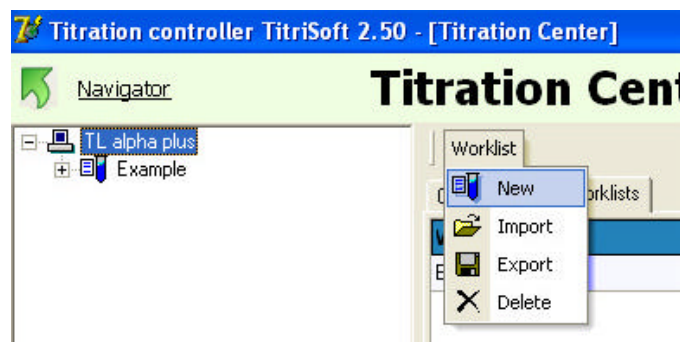 Titration controller TitriSoft 2.50 - [Titration Center]
Navigator
Titration Cen
TL alpha plus
Example
Worklist
New
orklists
Import
Export
Delete